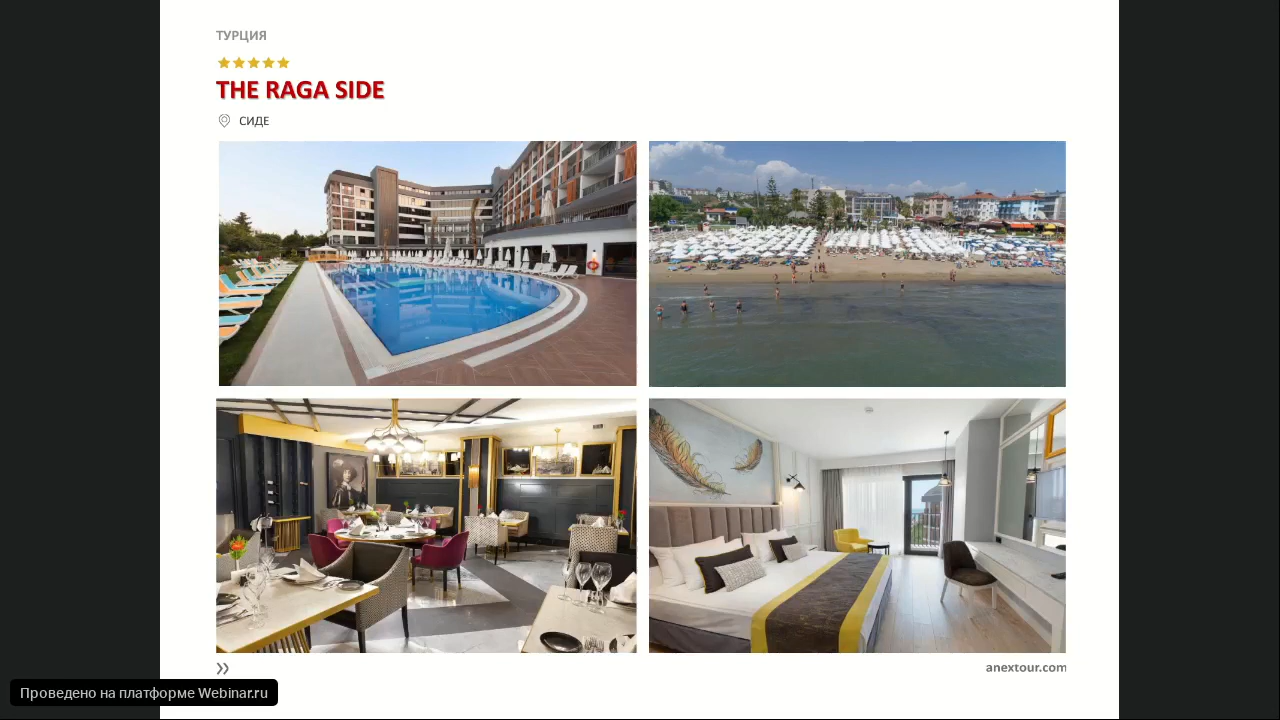 ТУРЦИЯ
THE RAGA SIDE
СИДЕ
anextour.com
Проведено на платформе Webinar.ru